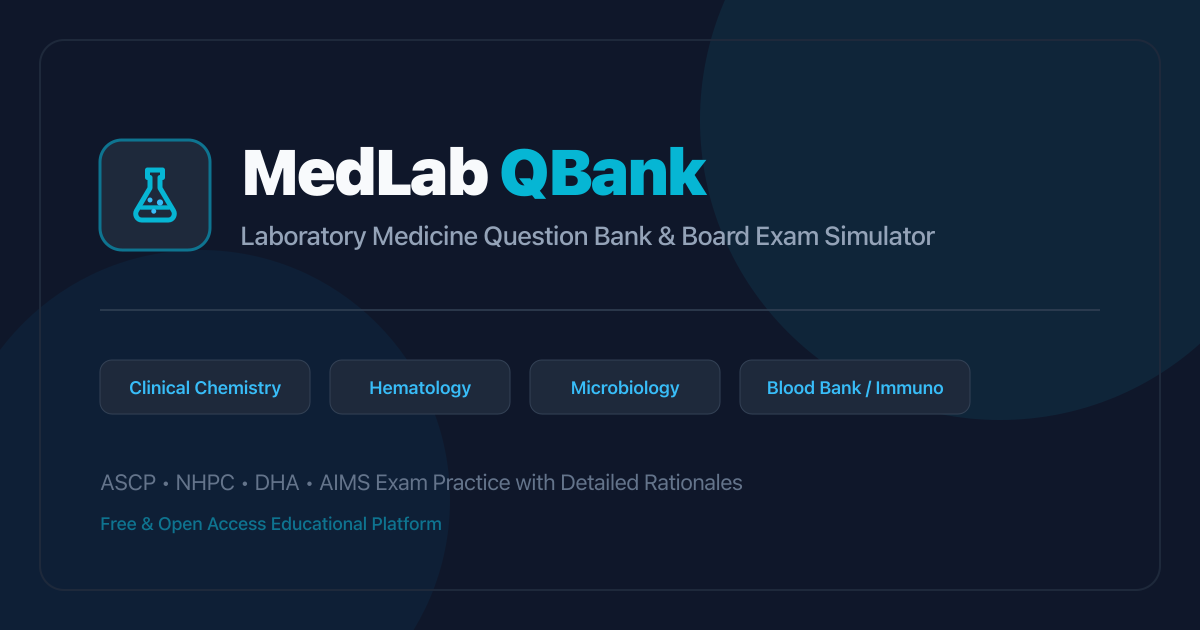 MedLab QBank
Laboratory Medicine Question Bank & Board Exam Simulator
Clinical Chemistry
Hematology
Microbiology
Blood Bank / Immuno
ASCP • NHPC • DHA • AIMS Exam Practice with Detailed Rationales
Free & Open Access Educational Platform